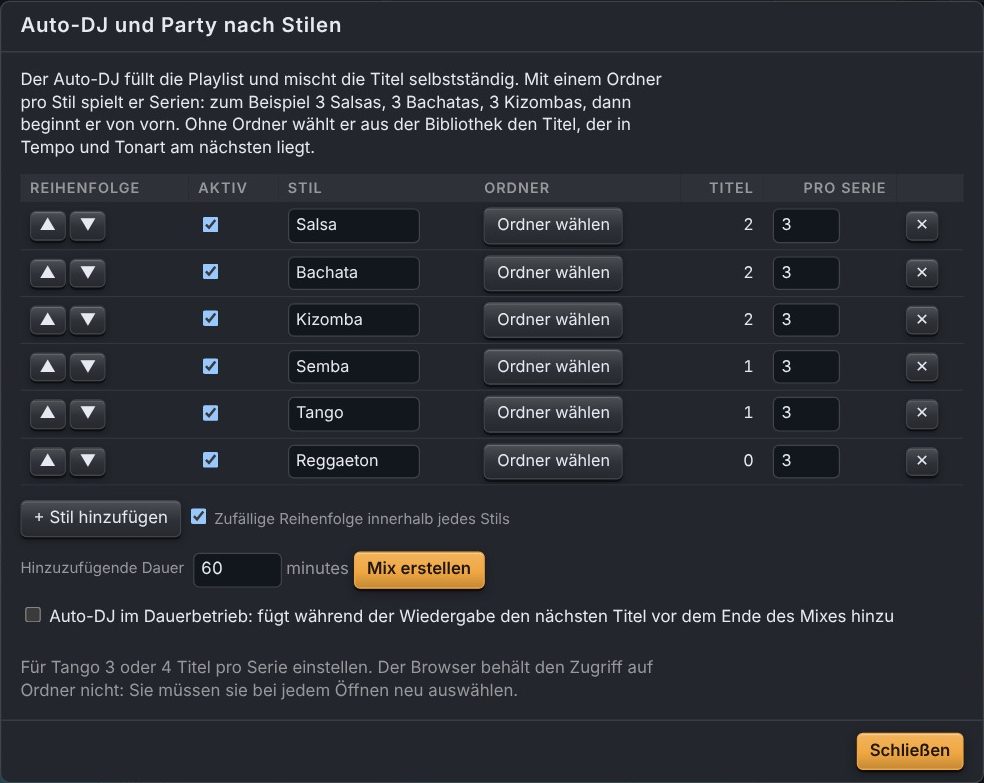 Auto-DJ und Party nach Stilen
Der Auto-DJ füllt die Playlist und mischt die Titel selbstständig. Mit einem Ordner
pro Stil spielt er Serien: zum Beispiel 3 Salsas, 3 Bachatas, 3 Kizombas, dann
beginnt er von vorn. Ohne Ordner wählt er aus der Bibliothek den Titel, der in
Tempo und Tonart am nächsten liegt.
REIHENFOLGE AKTIV STIL ORDNER TITEL PRO SERIE
▲ ▼ Salsa Ordner wählen 2 3 ✕
▲ ▼ Bachata Ordner wählen 2 3 ✕
▲ ▼ Kizomba Ordner wählen 2 3 ✕
▲ ▼ Semba Ordner wählen 1 3 ✕
▲ ▼ Tango Ordner wählen 1 3 ✕
▲ ▼ Reggaeton Ordner wählen 0 3 ✕
+ Stil hinzufügen Zufällige Reihenfolge innerhalb jedes Stils
Hinzuzufügende Dauer 60 minutes Mix erstellen
Auto-DJ im Dauerbetrieb: fügt während der Wiedergabe den nächsten Titel vor dem Ende des Mixes hinzu
Für Tango 3 oder 4 Titel pro Serie einstellen. Der Browser behält den Zugriff auf
Ordner nicht: Sie müssen sie bei jedem Öffnen neu auswählen.
Schließen